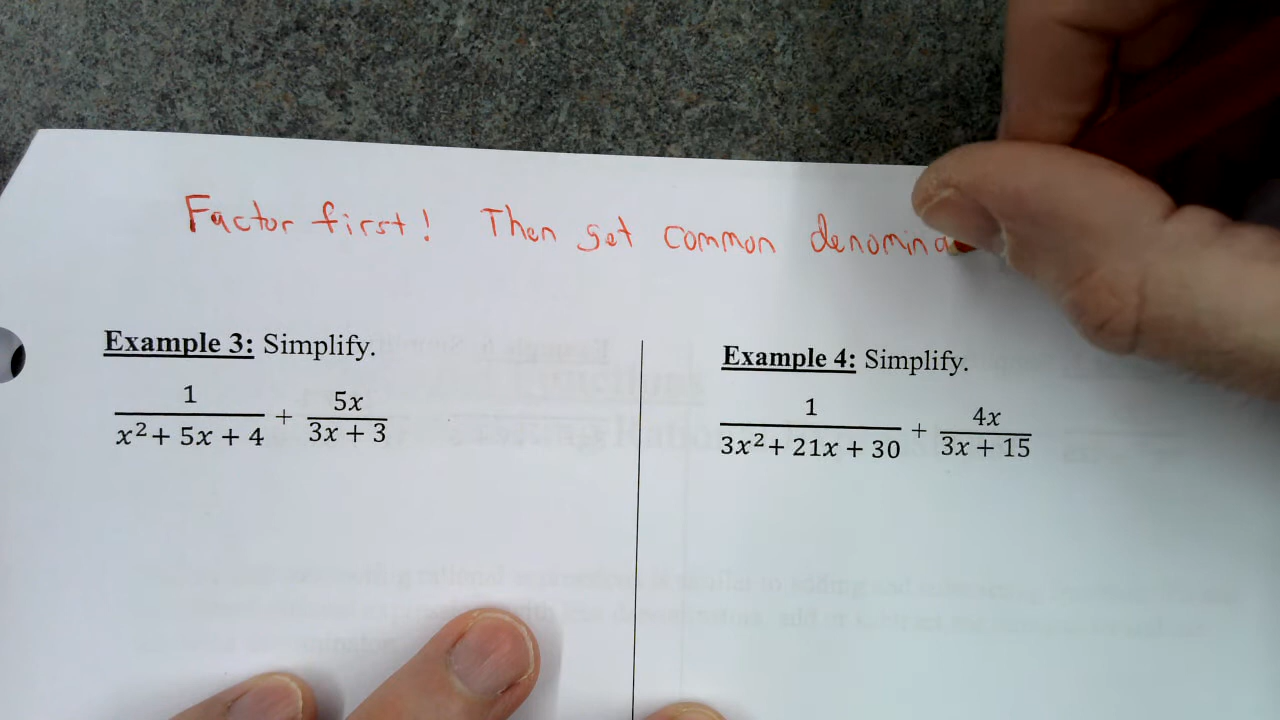 Factor first! Then get common denomina
Example 3: Simplify.
1/(x²+ 5x + 4) + 5x/(3x + 3)
Example 4: Simplify.
1/(3x²+ 21x + 30) + 4x/(3x + 15)